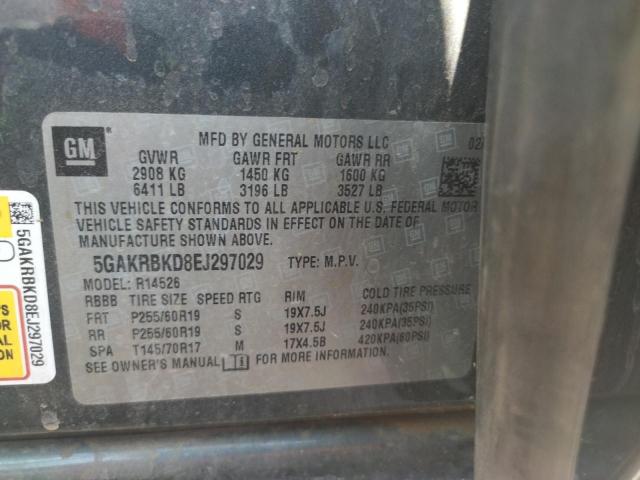 GM
MFD BY GENERAL MOTORS LLC 02/
GVWR GAWR FRT GAWR RR
2908 KG 1450 KG 1600 KG
6411 LB 3196 LB 3527 LB
THIS VEHICLE CONFORMS TO ALL APPLICABLE U.S. FEDERAL MOTOR
VEHICLE SAFETY STANDARDS IN EFFECT ON THE DATE OF
MANUFACTURE SHOWN ABOVE.
5GAKRBKD8EJ297029 TYPE: M.P.V.
MODEL: R14526
RBBB TIRE SIZE SPEED RTG RIM COLD TIRE PRESSURE
FRT P255/60R19 S 19X7.5J 240KPA(35PSI)
RR P255/60R19 S 19X7.5J 240KPA(35PSI)
SPA T145/70R17 M 17X4.5B 420KPA(60PSI)
SEE OWNER'S MANUAL FOR MORE INFORMATION.
5GAKRBKD8EJ297029